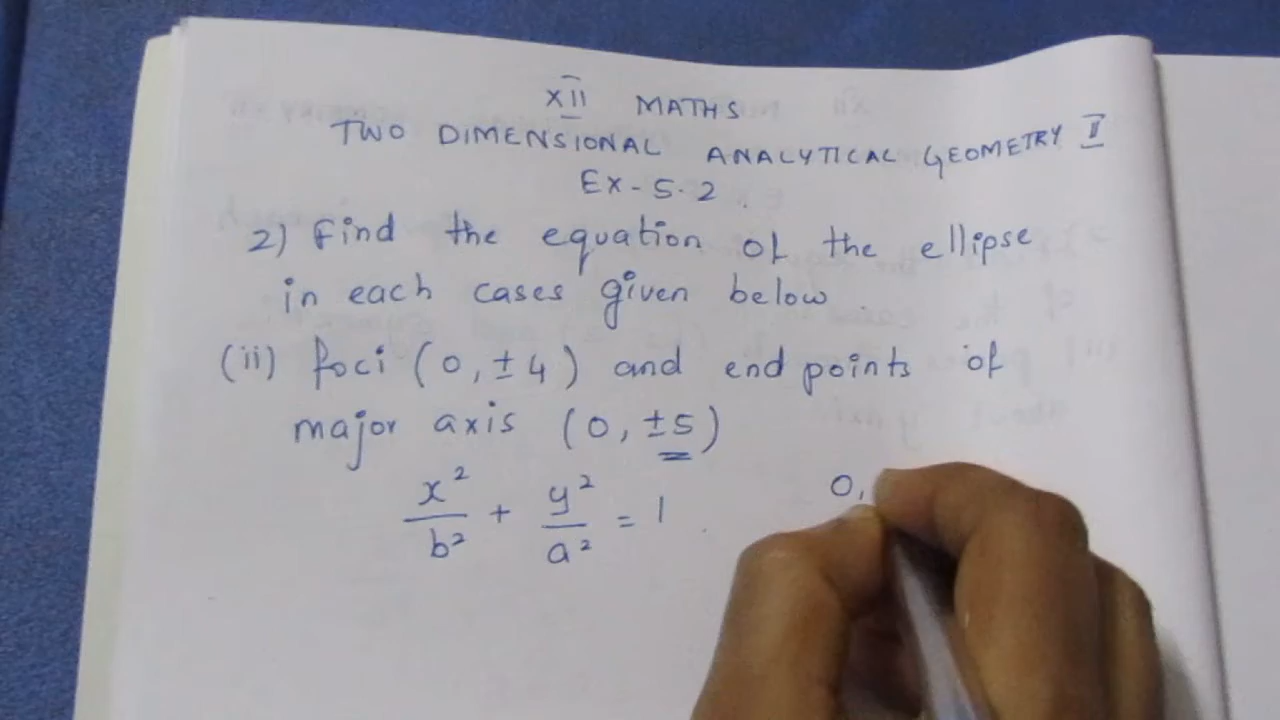 XII MATHS
TWO DIMENSIONAL ANALYTICAL GEOMETRY II
Ex-5.2.
2) Find the equation of the ellipse
in each cases given below.
(ii) foci (0, ±4) and end points of
major axis (0, ±5)
x²/b² + y²/a² = 1 0,